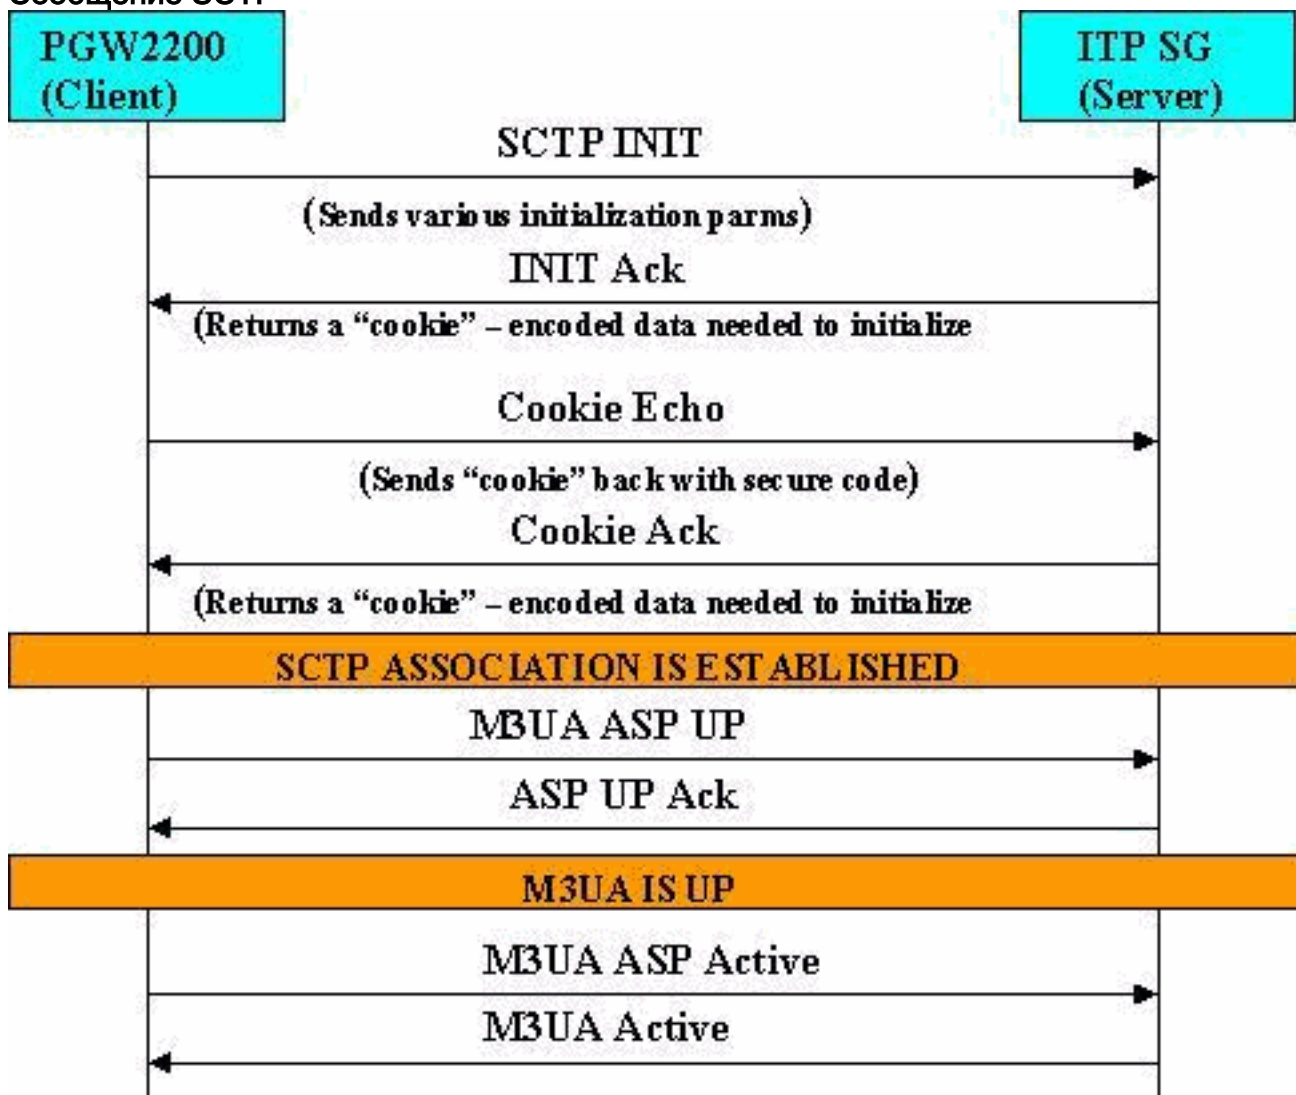 Сообщение SCTP
PGW2200
(Client)
ITP SG
(Server)
SCTP INIT
(Sends various initialization parms)
INIT Ack
(Returns a “cookie” – encoded data needed to initialize
Cookie Echo
(Sends “cookie” back with secure code)
Cookie Ack
(Returns a “cookie” – encoded data needed to initialize
SCTP ASSOCIATION IS ESTABLISHED
M3UA ASP UP
ASP UP Ack
M3UA IS UP
M3UA ASP Active
M3UA Active